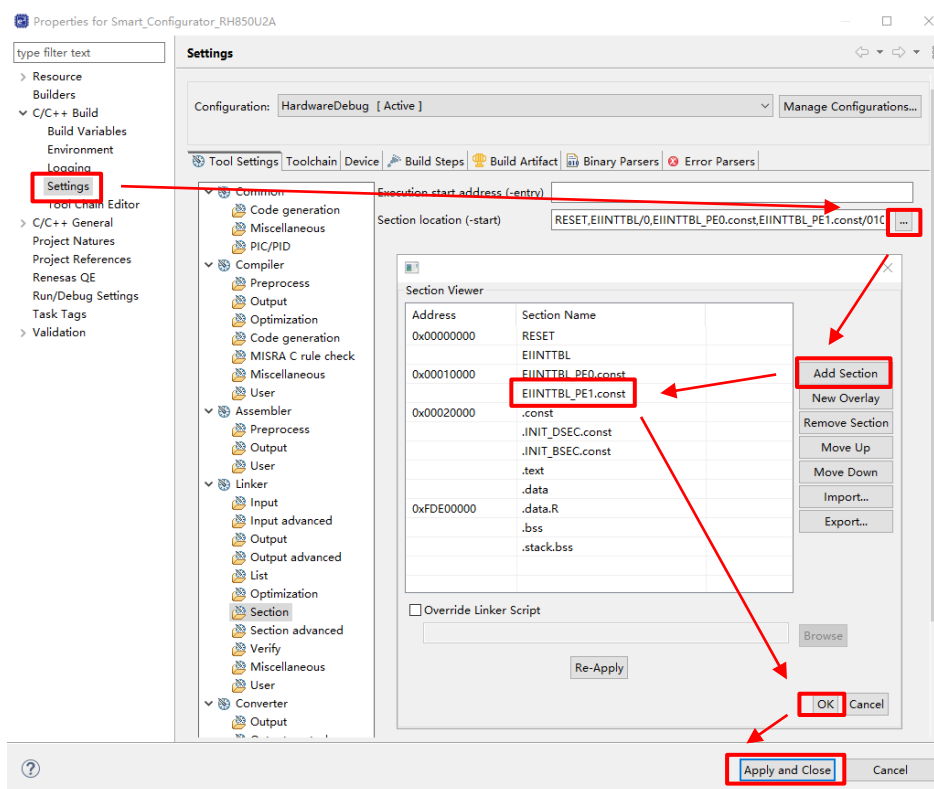 Properties for Smart_Configurator_RH850U2A
type filter text
Resource
Builders
C/C++ Build
Build Variables
Environment
Logging
Settings
Tool Chain Editor
C/C++ General
Project Natures
Project References
Renesas QE
Run/Debug Settings
Task Tags
Validation
Settings
Configuration: HardwareDebug [ Active ]
Manage Configurations...
Tool Settings Toolchain Device Build Steps Build Artifact Binary Parsers Error Parsers
Common
Code generation
Miscellaneous
PIC/PID
Compiler
Preprocess
Output
Optimization
Code generation
MISRA C rule check
Miscellaneous
User
Assembler
Preprocess
Output
User
Linker
Input
Input advanced
Output
Output advanced
List
Optimization
Section
Section advanced
Verify
Miscellaneous
User
Converter
Output
Execution start address (-entry)
Section location (-start) RESET,EIINTTBL/0,EIINTTBL_PE0.const,EIINTTBL_PE1.const/010 ...
Section Viewer
Address Section Name
0x00000000 RESET
EIINTTBL
0x00010000 EIINTTBL_PE0.const
EIINTTBL_PE1.const
0x00020000 .const
.INIT_DSEC.const
.INIT_BSEC.const
.text
.data
0xFDE00000 .data.R
.bss
.stack.bss
Add Section
New Overlay
Remove Section
Move Up
Move Down
Import...
Export...
Override Linker Script
Browse
Re-Apply
OK Cancel
Apply and Close Cancel